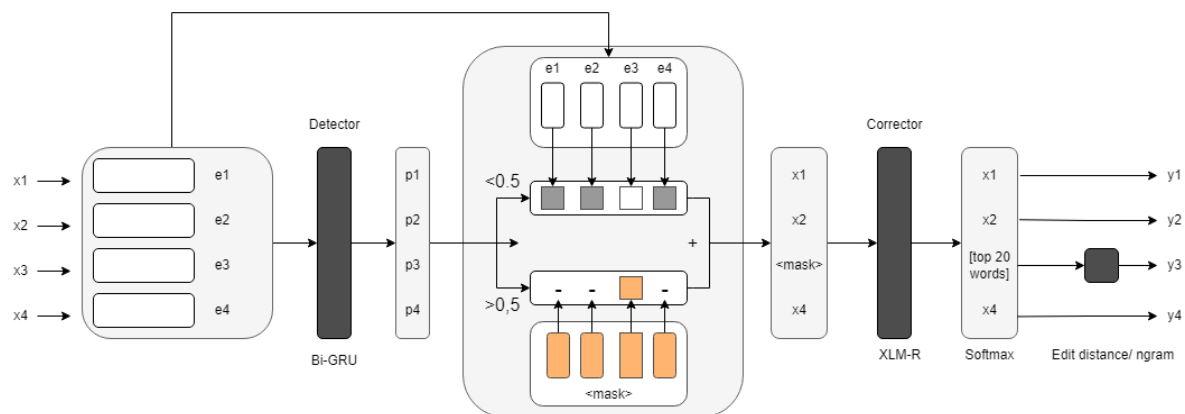 e1 e2 e3 e4
Detector
Corrector
x1
e1
p1
<0.5
x1
x1
y1
x2
e2
p2
x2
x2
y2
+
x3
e3
p3
<mask>
[top 20
words]
y3
- - -
>0,5
x4
e4
p4
x4
x4
y4
Bi-GRU
XLM-R
Softmax
Edit distance/ ngram
<mask>